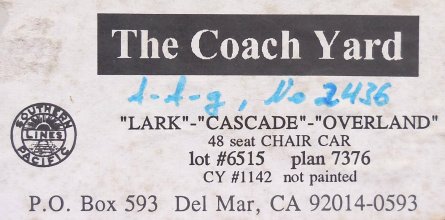 The Coach Yard
A-A-g, No 2436
"LARK"-"CASCADE"-"OVERLAND"
SOUTHERN
LINES
PACIFIC
48 seat CHAIR CAR
lot #6515 plan 7376
CY #1142 not painted
P.O. Box 593 Del Mar, CA 92014-0593